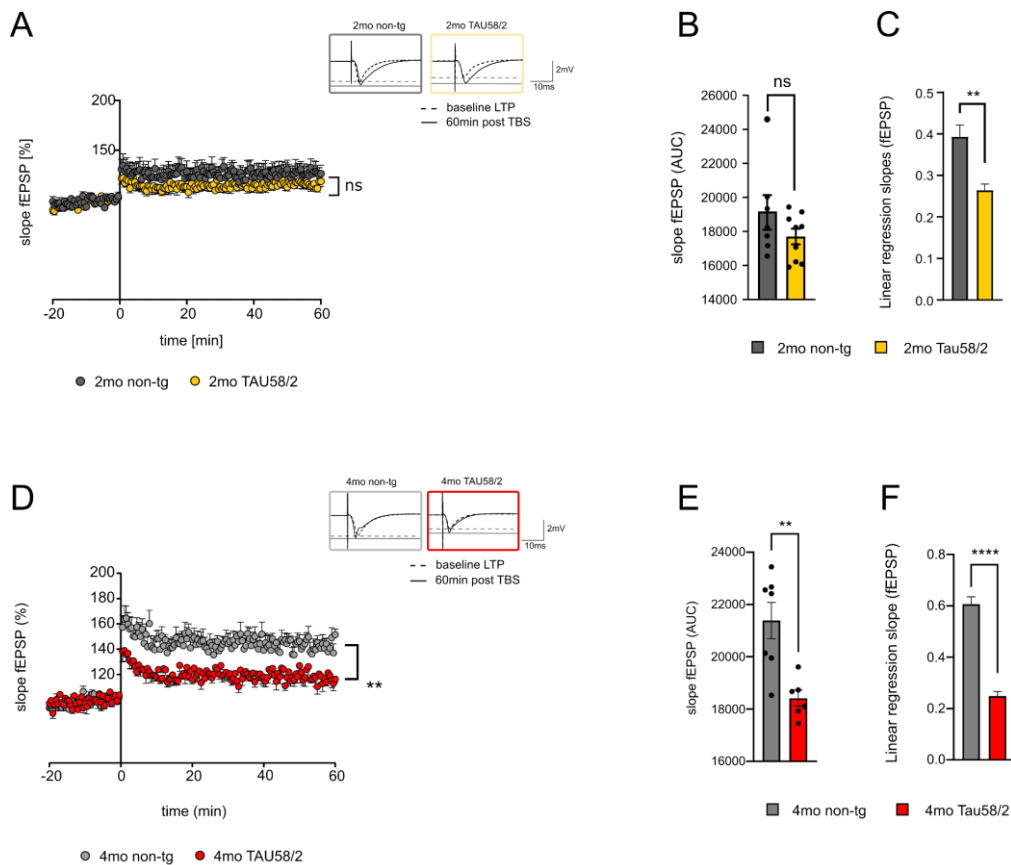 A
2mo non-tg
2mo TAU58/2
2mV
10ms
baseline LTP
60min post TBS
slope fEPSP [%]
200
150
ns
-20
0
20
40
60
time [min]
2mo non-tg
2mo TAU58/2
B
ns
slope fEPSP (AUC)
26000
24000
22000
20000
18000
16000
14000
C
**
Linear regression slopes (fEPSP)
0.5
0.4
0.3
0.2
0.1
0.0
2mo non-tg
2mo Tau58/2
D
4mo non-tg
4mo TAU58/2
2mV
10ms
baseline LTP
60min post TBS
slope fEPSP (%)
200
180
160
140
120
**
-20
0
20
40
60
time (min)
4mo non-tg
4mo TAU58/2
E
**
slope fEPSP (AUC)
24000
22000
20000
18000
16000
F
****
Linear regression slope (fEPSP)
0.8
0.6
0.4
0.2
0.0
4mo non-tg
4mo Tau58/2